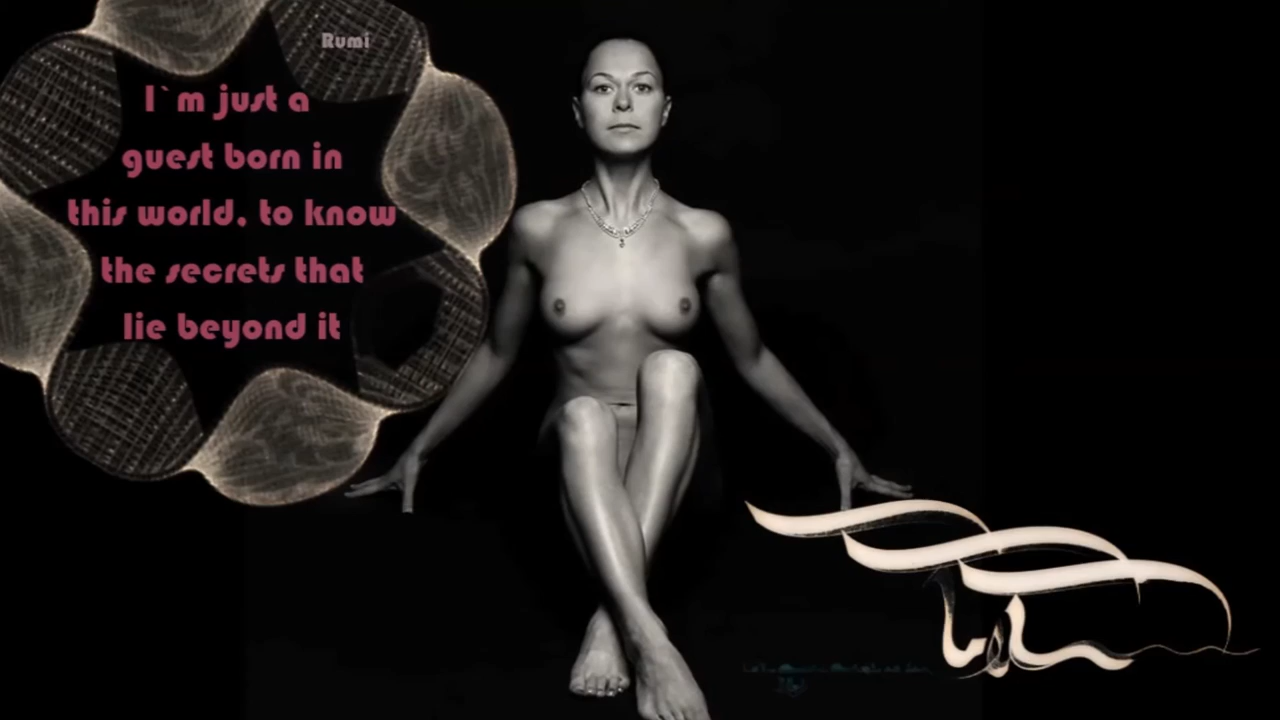 Rumi
I`m just a
guest born in
this world, to know
the secrets that
lie beyond it